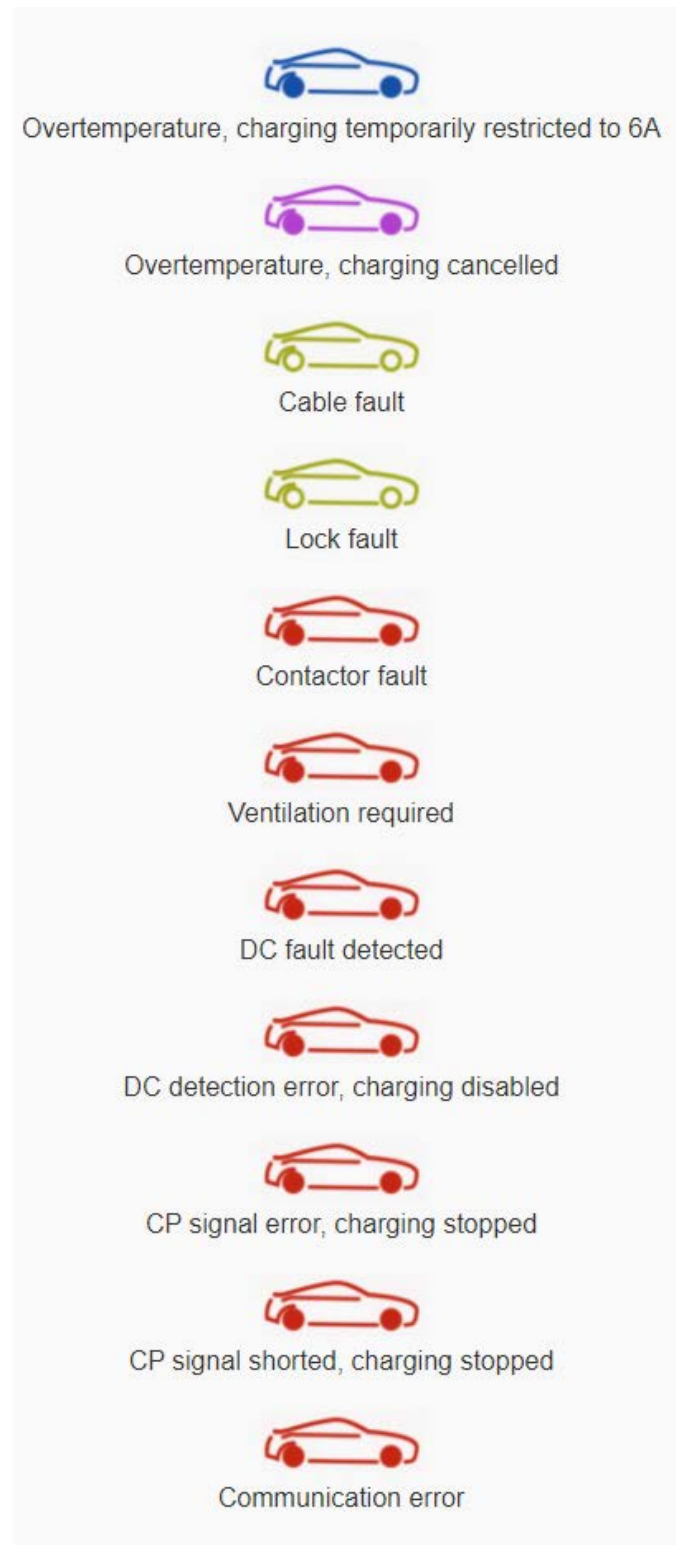 Overtemperature, charging temporarily restricted to 6A
Overtemperature, charging cancelled
Cable fault
Lock fault
Contactor fault
Ventilation required
DC fault detected
DC detection error, charging disabled
CP signal error, charging stopped
CP signal shorted, charging stopped
Communication error